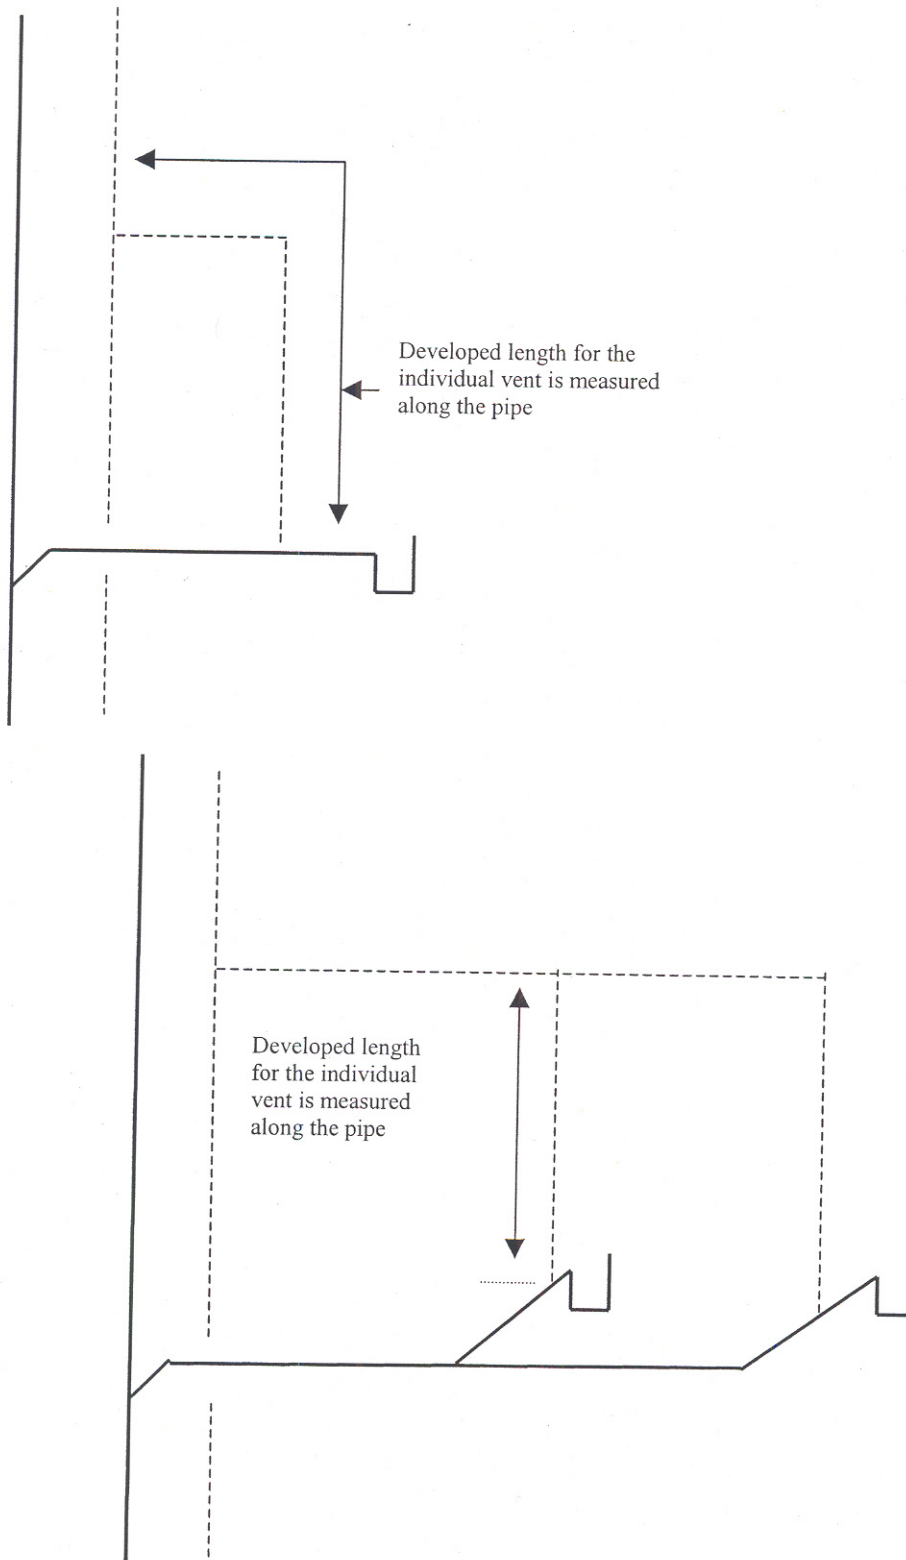 Developed length for the
individual vent is measured
along the pipe
Developed length
for the individual
vent is measured
along the pipe